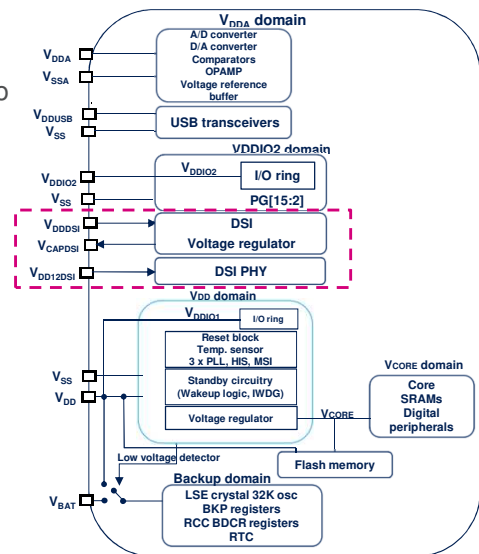 VDDA domain
A/D converter
D/A converter
Comparators
OPAMP
Voltage reference
buffer
VDDA
VSSA
o
VDDUSB
VSS
USB transceivers
VDDIO2 domain
VDDIO2
VDDIO2
I/O ring
VSS
PG[15:2]
VDDDSI
DSI
VCAPDSI
Voltage regulator
VDD12DSI
DSI PHY
VDD domain
VDDIO1
I/O ring
Reset block
Temp. sensor
3 x PLL, HIS, MSI
VSS
Standby circuitry
(Wakeup logic, IWDG)
VDD
Voltage regulator
VCORE
VCORE domain
Core
SRAMs
Digital
peripherals
Low voltage detector
Flash memory
Backup domain
VBAT
LSE crystal 32K osc
BKP registers
RCC BDCR registers
RTC